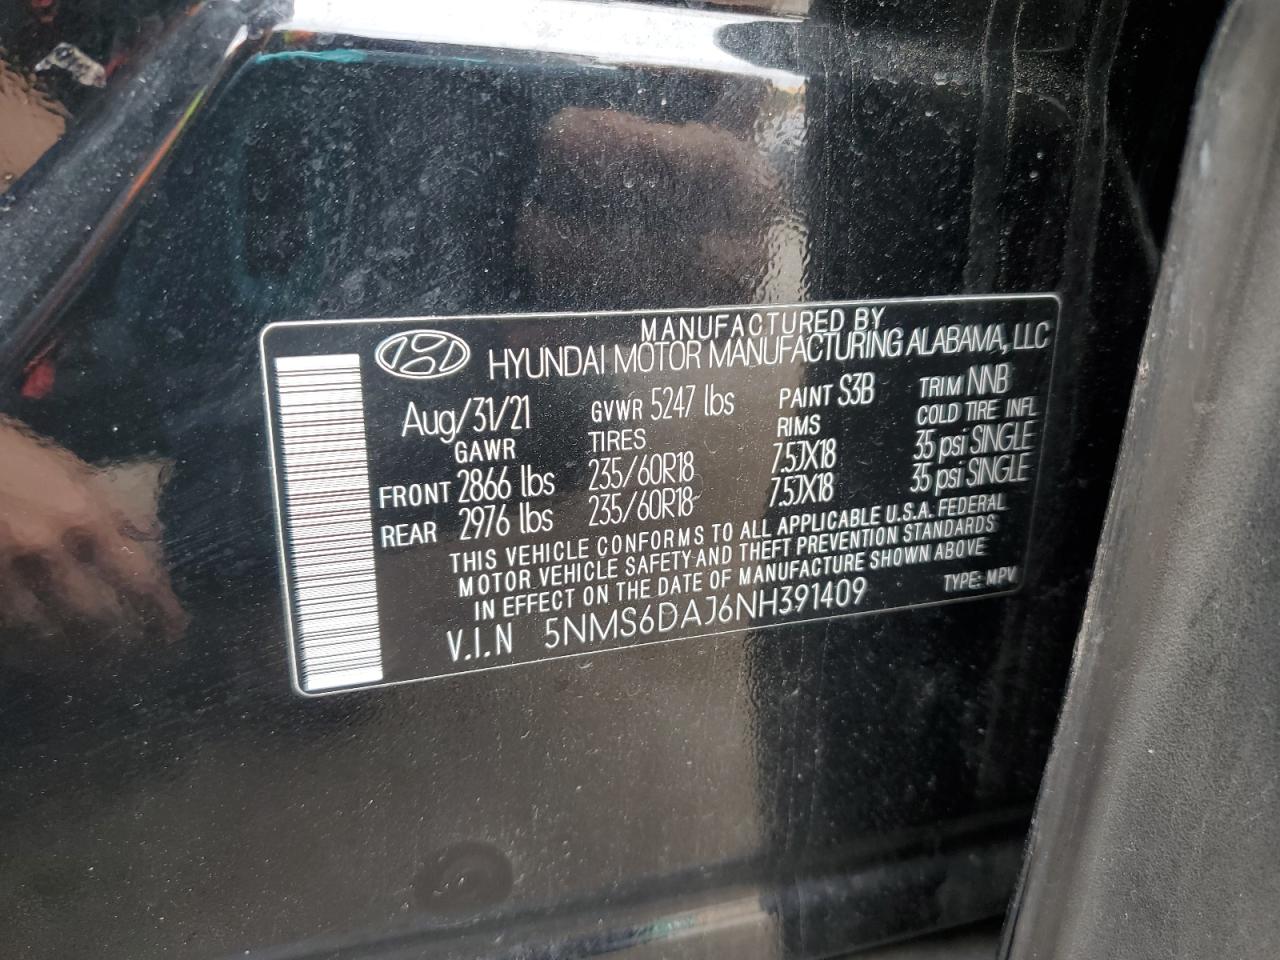 MANUFACTURED BY
HYUNDAI MOTOR MANUFACTURING ALABAMA, LLC
Aug/31/21 GVWR 5247 lbs PAINT S3B TRIM NNB
GAWR TIRES RIMS COLD TIRE INFL
FRONT 2866 lbs 235/60R18 7.5JX18 35 psi SINGLE
REAR 2976 lbs 235/60R18 7.5JX18 35 psi SINGLE
THIS VEHICLE CONFORMS TO ALL APPLICABLE U.S.A. FEDERAL
MOTOR VEHICLE SAFETY AND THEFT PREVENTION STANDARDS
IN EFFECT ON THE DATE OF MANUFACTURE SHOWN ABOVE
V.I.N 5NMS6DAJ6NH391409 TYPE: MPV